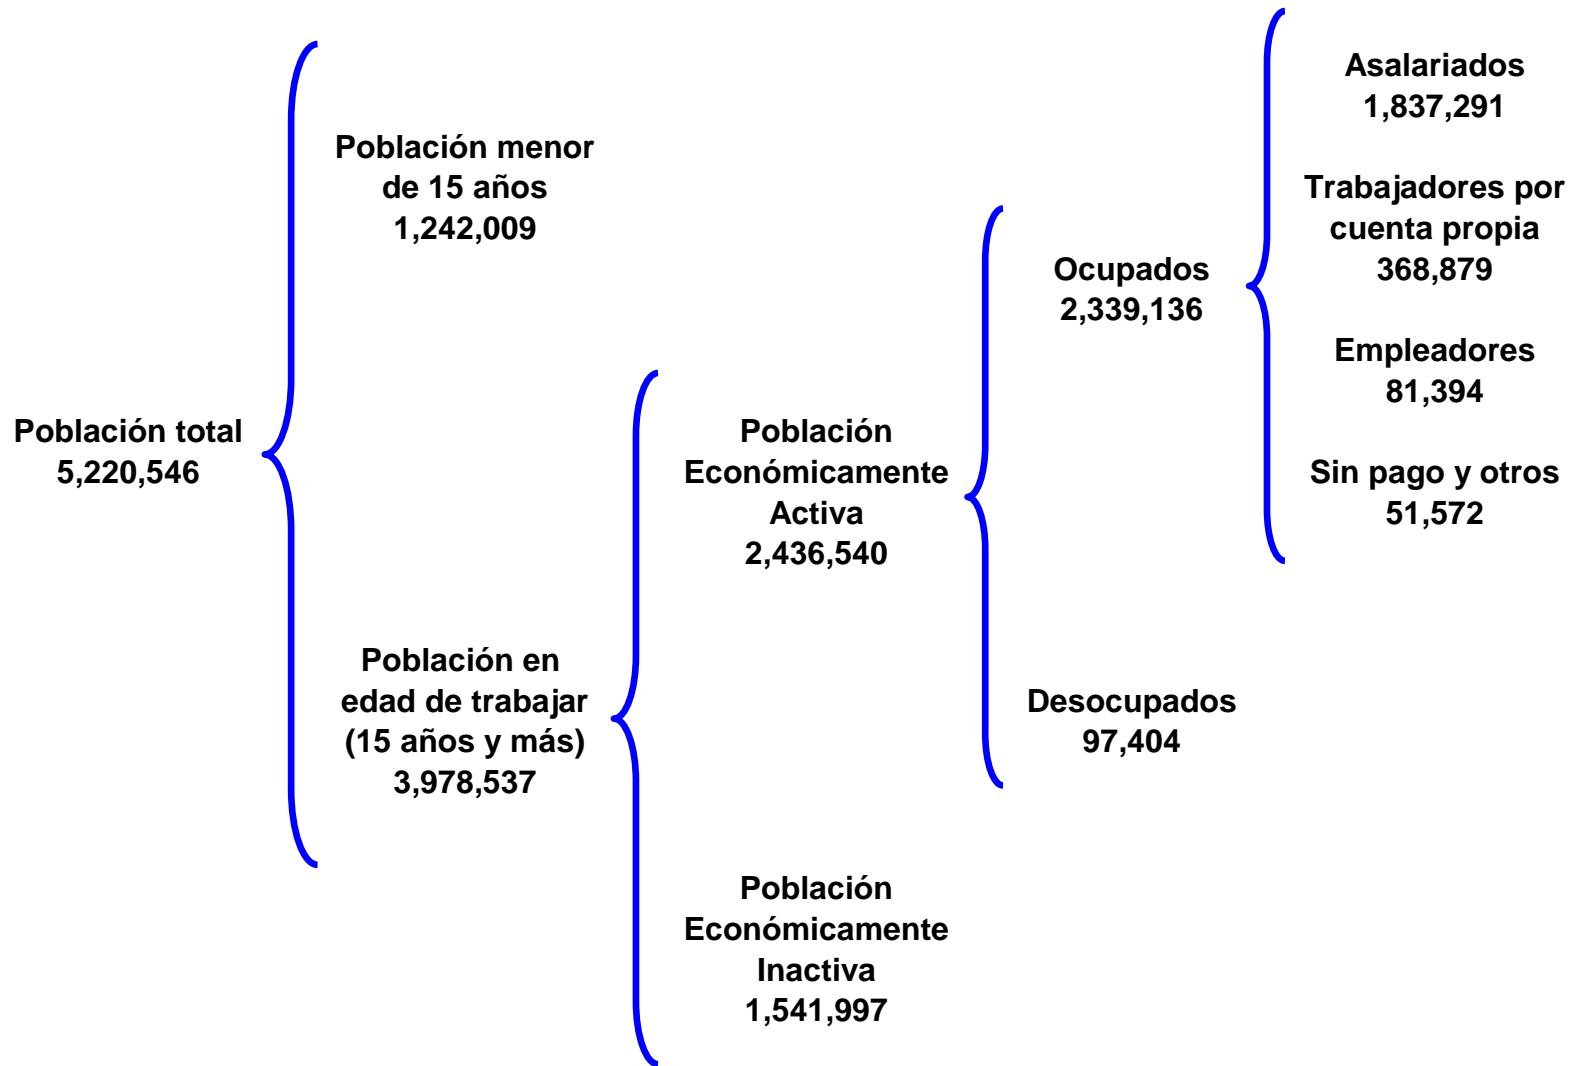 Población total
5,220,546
Población menor
de 15 años
1,242,009
Población en
edad de trabajar
(15 años y más)
3,978,537
Población
Económicamente
Activa
2,436,540
Población
Económicamente
Inactiva
1,541,997
Ocupados
2,339,136
Desocupados
97,404
Asalariados
1,837,291
Trabajadores por
cuenta propia
368,879
Empleadores
81,394
Sin pago y otros
51,572